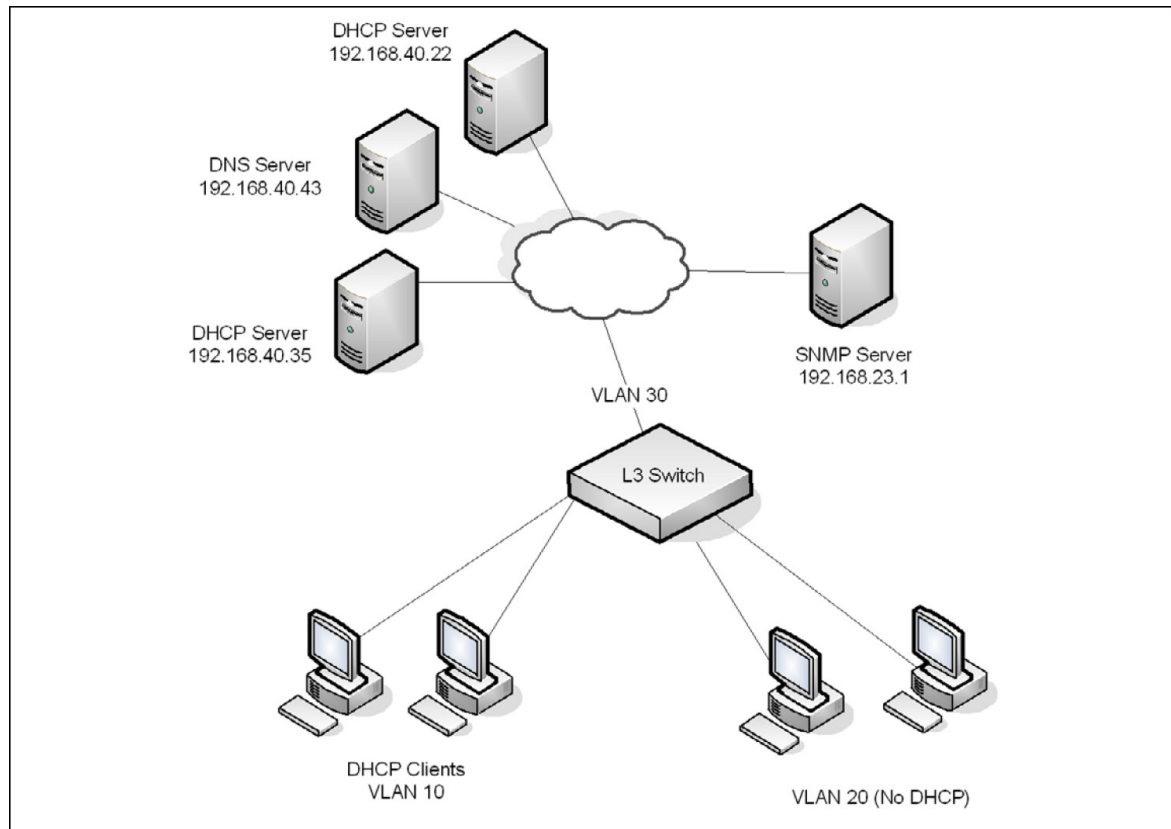 DHCP Server
192.168.40.22
DNS Server
192.168.40.43
DHCP Server
192.168.40.35
SNMP Server
192.168.23.1
VLAN 30
L3 Switch
DHCP Clients
VLAN 10
VLAN 20 (No DHCP)